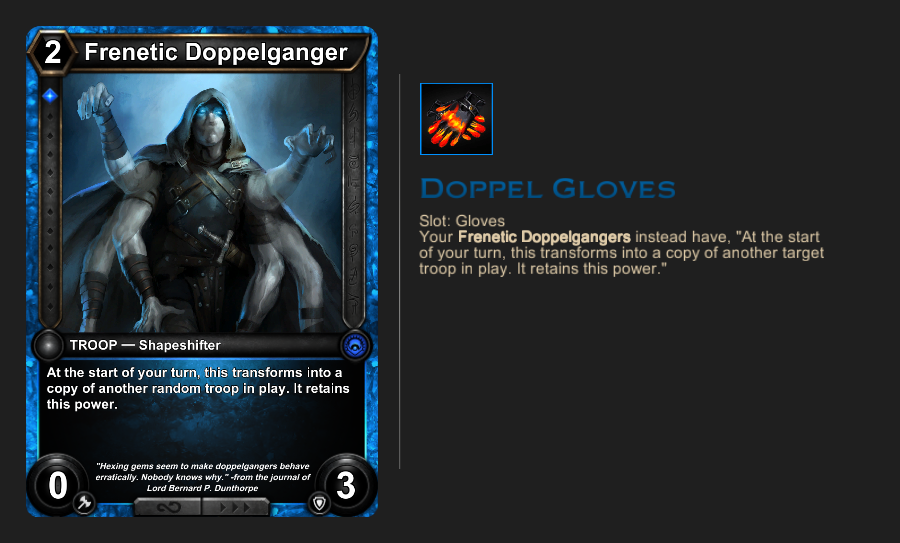 2
Frenetic Doppelganger
TROOP — Shapeshifter
At the start of your turn, this transforms into a
copy of another random troop in play. It retains
this power.
"Hexing gems seem to make doppelgangers behave
erratically. Nobody knows why." -from the journal of
Lord Bernard P. Dunthorpe
0
3
DOPPEL GLOVES
Slot: Gloves
Your Frenetic Doppelgangers instead have, "At the start
of your turn, this transforms into a copy of another target
troop in play. It retains this power."